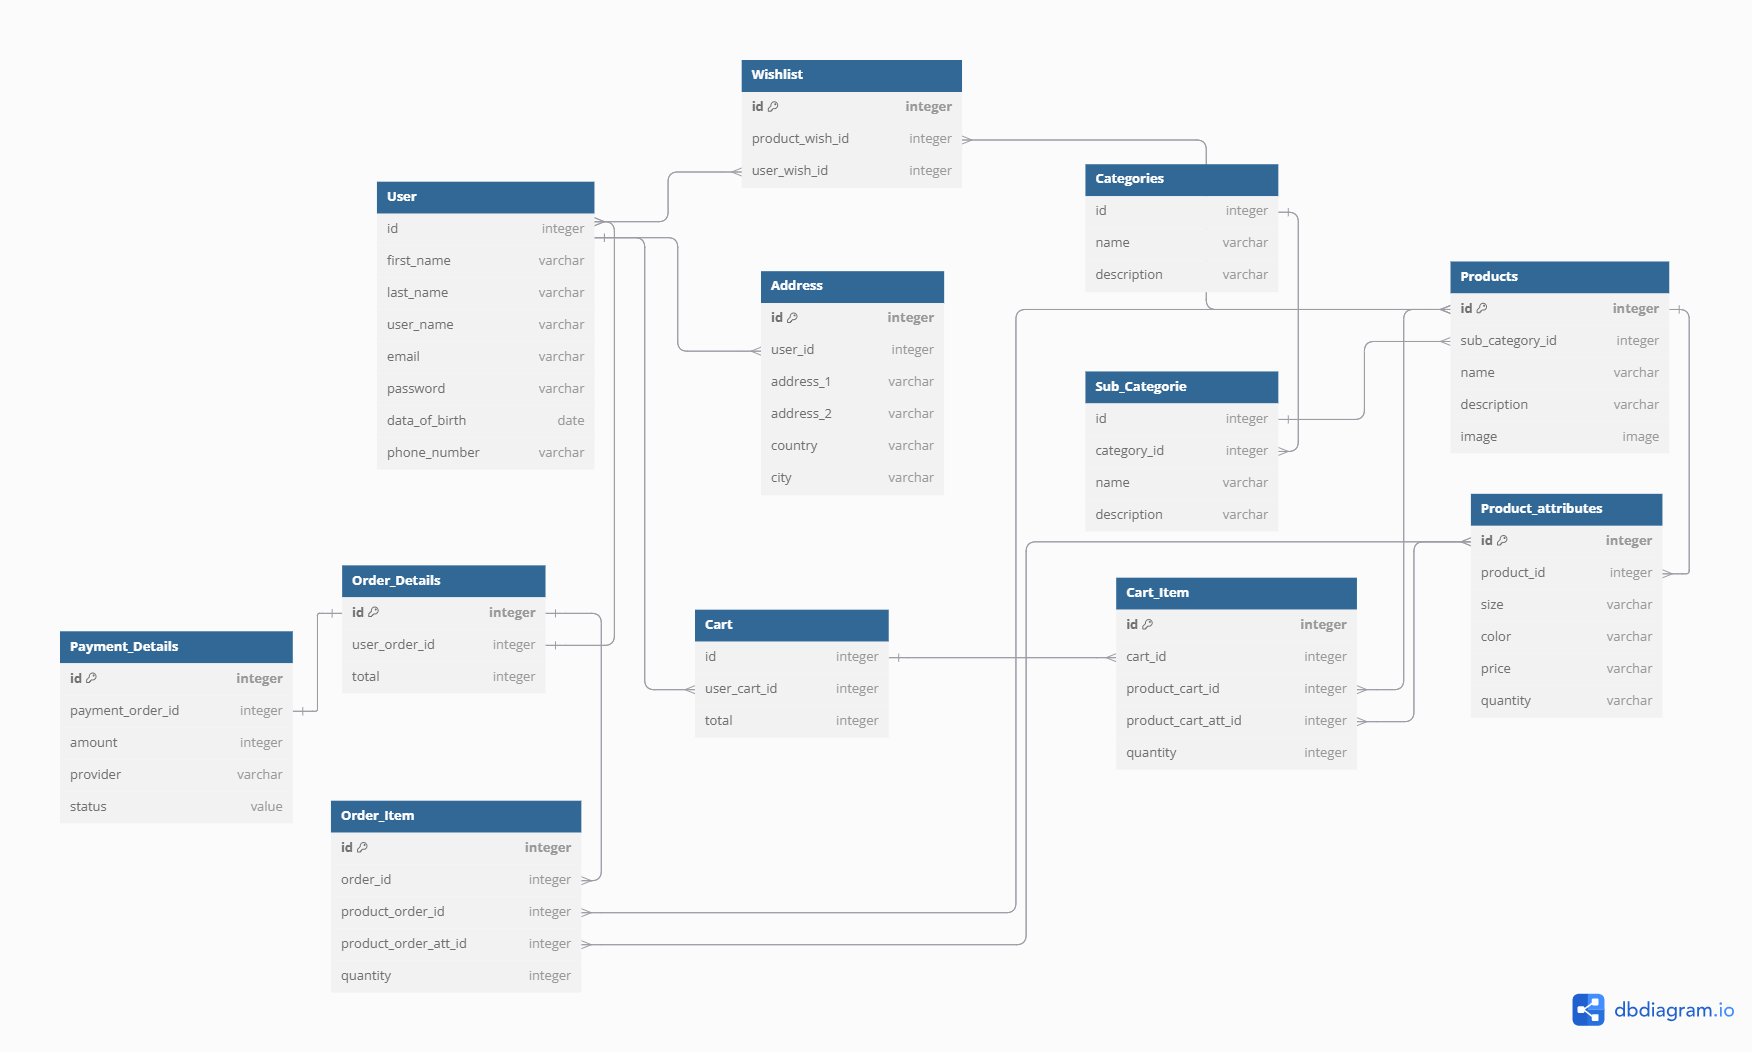 Wishlist
id integer
product_wish_id integer
user_wish_id integer
User
id integer
first_name varchar
last_name varchar
user_name varchar
email varchar
password varchar
data_of_birth date
phone_number varchar
Address
id integer
user_id integer
address_1 varchar
address_2 varchar
country varchar
city varchar
Categories
id integer
name varchar
description varchar
Sub_Categorie
id integer
category_id integer
name varchar
description varchar
Products
id integer
sub_category_id integer
name varchar
description varchar
image image
Product_attributes
id integer
product_id integer
size varchar
color varchar
price varchar
quantity varchar
Order_Details
id integer
user_order_id integer
total integer
Payment_Details
id integer
payment_order_id integer
amount integer
provider varchar
status value
Cart
id integer
user_cart_id integer
total integer
Cart_Item
id integer
cart_id integer
product_cart_id integer
product_cart_att_id integer
quantity integer
Order_Item
id integer
order_id integer
product_order_id integer
product_order_att_id integer
quantity integer
dbdiagram.io